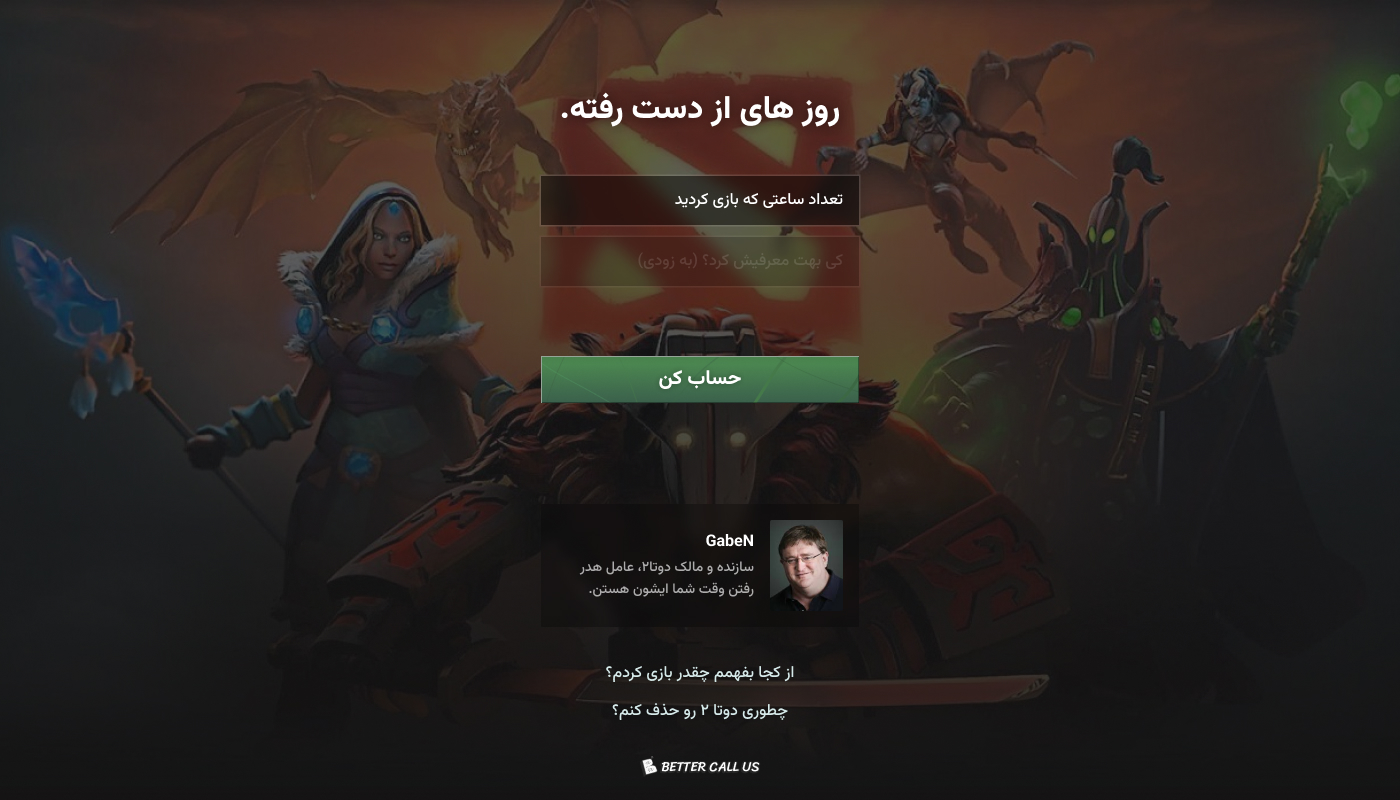 روز های از دست رفته.
تعداد ساعتی که بازی کردید
کی بهت معرفیش کرد؟ (به زودی)
حساب کن
GabeN
سازنده و مالک دوتا۲، عامل هدر
رفتن وقت شما ایشون هستن.
از کجا بفهمم چقدر بازی کردم؟
چطوری دوتا ۲ رو حذف کنم؟
BETTER CALL US